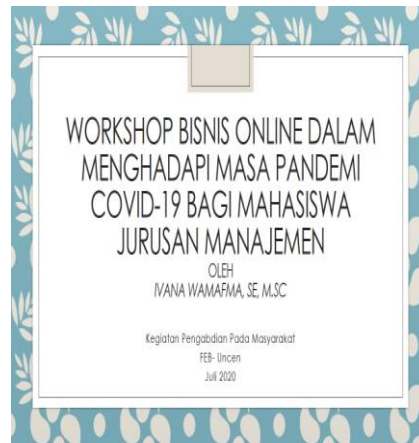 WORKSHOP BISNIS ONLINE DALAM
MENGHADAPI MASA PANDEMI
COVID-19 BAGI MAHASISWA
JURUSAN MANAJEMEN
OLEH
IVANA WAMAFMA, SE, M.SC
Kegiatan Pengabdian Pada Masyarakat
FEB- Uncen
Juli 2020